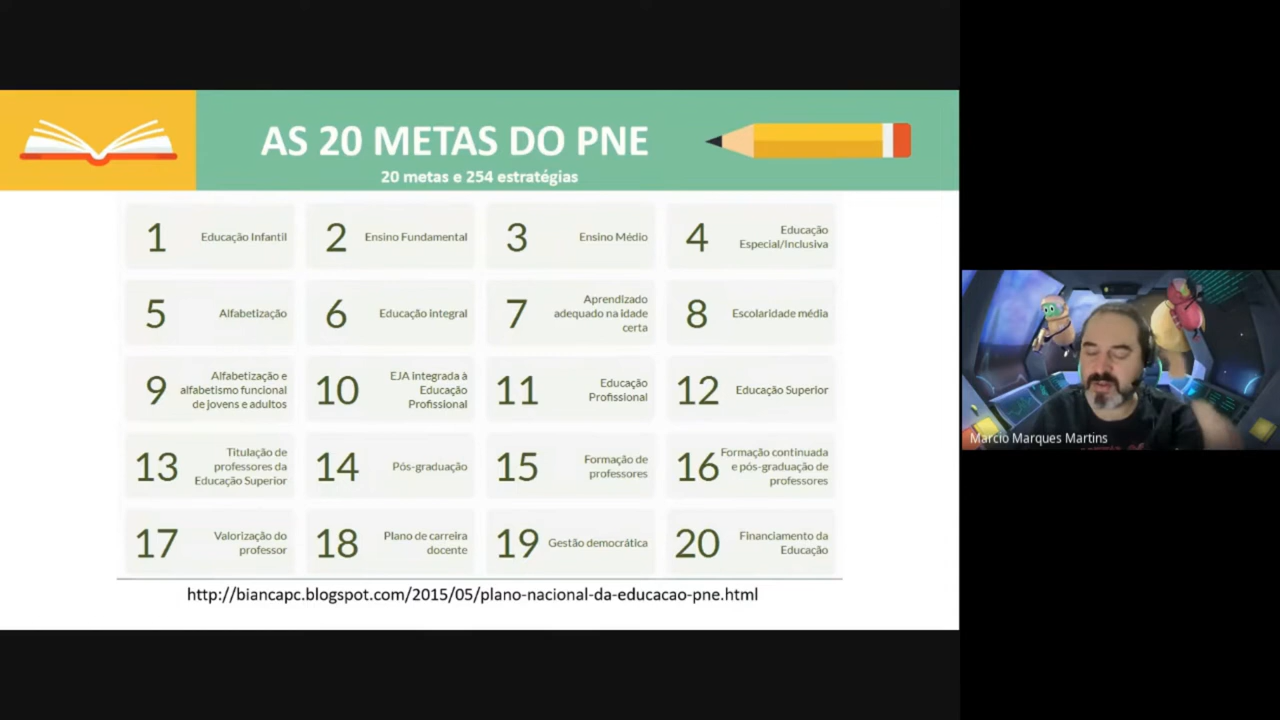 AS 20 METAS DO PNE
20 metas e 254 estratégias
1
Educação Infantil
2
Ensino Fundamental
3
Ensino Médio
4
Educação
Especial/Inclusiva
5
Alfabetização
6
Educação integral
7
Aprendizado
adequado na idade
certa
8
Escolaridade média
9
Alfabetização e
alfabetismo funcional
de jovens e adultos
10
EJA integrada à
Educação
Profissional
11
Educação
Profissional
12
Educação Superior
13
Titulação de
professores da
Educação Superior
14
Pós-graduação
15
Formação de
professores
16
Formação continuada
e pós-graduação de
professores
17
Valorização do
professor
18
Plano de carreira
docente
19
Gestão democrática
20
Financiamento da
Educação
http://biancapc.blogspot.com/2015/05/plano-nacional-da-educacao-pne.html
Marcio Marques Martins